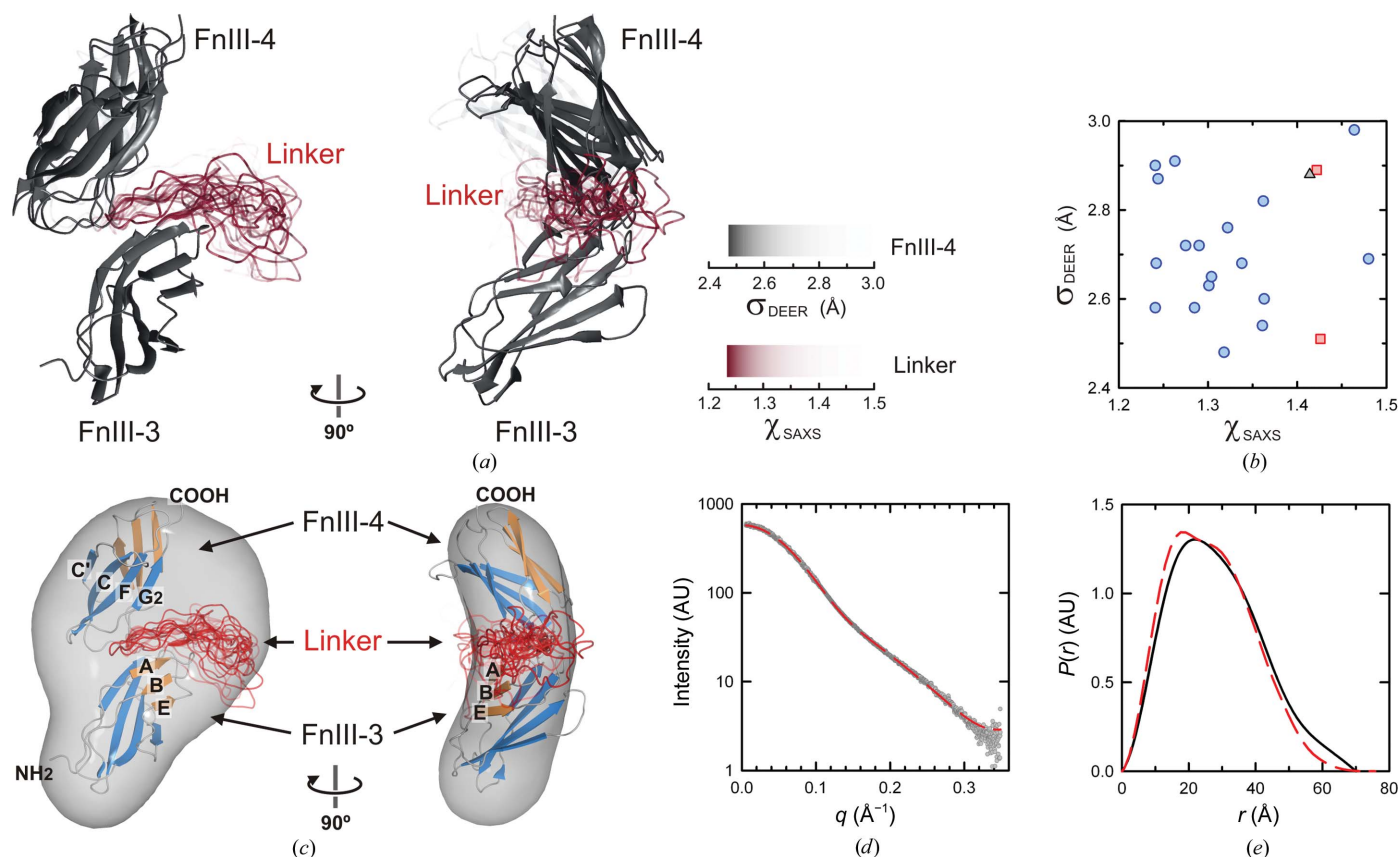 FnIII-4
Linker
FnIII-3
90º
FnIII-4
Linker
FnIII-3
(a)
FnIII-4
2.4 2.6 2.8 3.0
σDEER (Å)
Linker
1.2 1.3 1.4 1.5
χSAXS
3.0
2.8
2.6
2.4
σDEER (Å)
1.2 1.3 1.4 1.5
χSAXS
(b)
COOH
C'
C
F
G2
A
B
E
NH2
FnIII-4
Linker
FnIII-3
90º
COOH
A
B
E
(c)
1000
100
10
1
Intensity (AU)
0.0 0.1 0.2 0.3
q (Å⁻¹)
(d)
1.5
1.0
0.5
0.0
P(r) (AU)
0 20 40 60 80
r (Å)
(e)